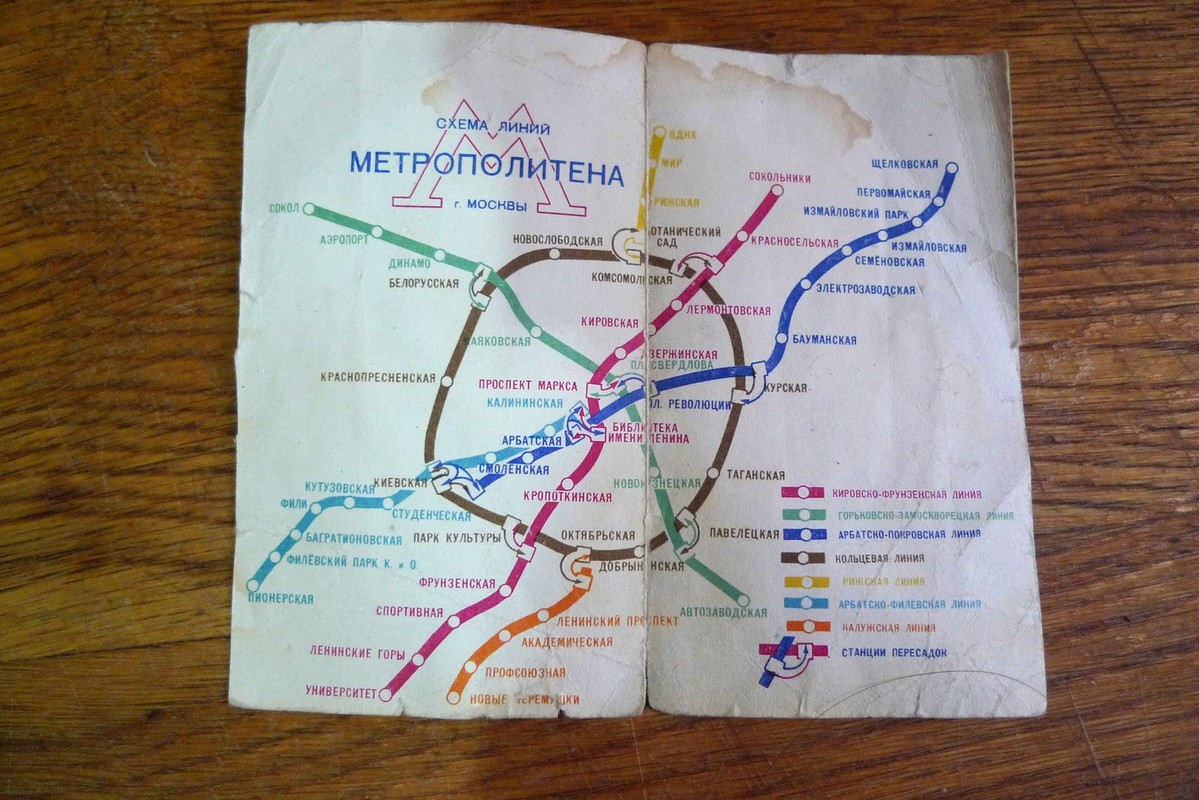 СХЕМА ЛИНИЙ
МЕТРОПОЛИТЕНА
г. МОСКВЫ
ВДНХ
МИР
РИЖСКАЯ
БОТАНИЧЕСКИЙ
САД
СОКОЛЬНИКИ
КРАСНОСЕЛЬСКАЯ
ЩЕЛКОВСКАЯ
ПЕРВОМАЙСКАЯ
ИЗМАЙЛОВСКИЙ ПАРК
ИЗМАЙЛОВСКАЯ
СЕМЁНОВСКАЯ
ЭЛЕКТРОЗАВОДСКАЯ
БАУМАНСКАЯ
СОКОЛ
АЭРОПОРТ
ДИНАМО
БЕЛОРУССКАЯ
НОВОСЛОБОДСКАЯ
КОМСОМОЛЬСКАЯ
ЛЕРМОНТОВСКАЯ
КИРОВСКАЯ
МАЯКОВСКАЯ
ДЗЕРЖИНСКАЯ
ПЛ. СВЕРДЛОВА
КРАСНОПРЕСНЕНСКАЯ
ПРОСПЕКТ МАРКСА
КУРСКАЯ
КАЛИНИНСКАЯ
ПЛ. РЕВОЛЮЦИИ
АРБАТСКАЯ
БИБЛИОТЕКА
ИМЕНИ ЛЕНИНА
СМОЛЕНСКАЯ
КИЕВСКАЯ
НОВОКУЗНЕЦКАЯ
ТАГАНСКАЯ
КУТУЗОВСКАЯ
ФИЛИ
КРОПОТКИНСКАЯ
СТУДЕНЧЕСКАЯ
БАГРАТИОНОВСКАЯ
ПАРК КУЛЬТУРЫ
ОКТЯБРЬСКАЯ
ПАВЕЛЕЦКАЯ
ФИЛЁВСКИЙ ПАРК К. и О.
ДОБРЫНИНСКАЯ
ПИОНЕРСКАЯ
ФРУНЗЕНСКАЯ
АВТОЗАВОДСКАЯ
СПОРТИВНАЯ
ЛЕНИНСКИЙ ПРОСПЕКТ
АКАДЕМИЧЕСКАЯ
ЛЕНИНСКИЕ ГОРЫ
ПРОФСОЮЗНАЯ
УНИВЕРСИТЕТ
НОВЫЕ ЧЕРЕМУШКИ
КИРОВСКО-ФРУНЗЕНСКАЯ ЛИНИЯ
ГОРЬКОВСКО-ЗАМОСКВОРЕЦКАЯ ЛИНИЯ
АРБАТСКО-ПОКРОВСКАЯ ЛИНИЯ
КОЛЬЦЕВАЯ ЛИНИЯ
РИЖСКАЯ ЛИНИЯ
АРБАТСКО-ФИЛЁВСКАЯ ЛИНИЯ
КАЛУЖСКАЯ ЛИНИЯ
СТАНЦИИ ПЕРЕСАДОК